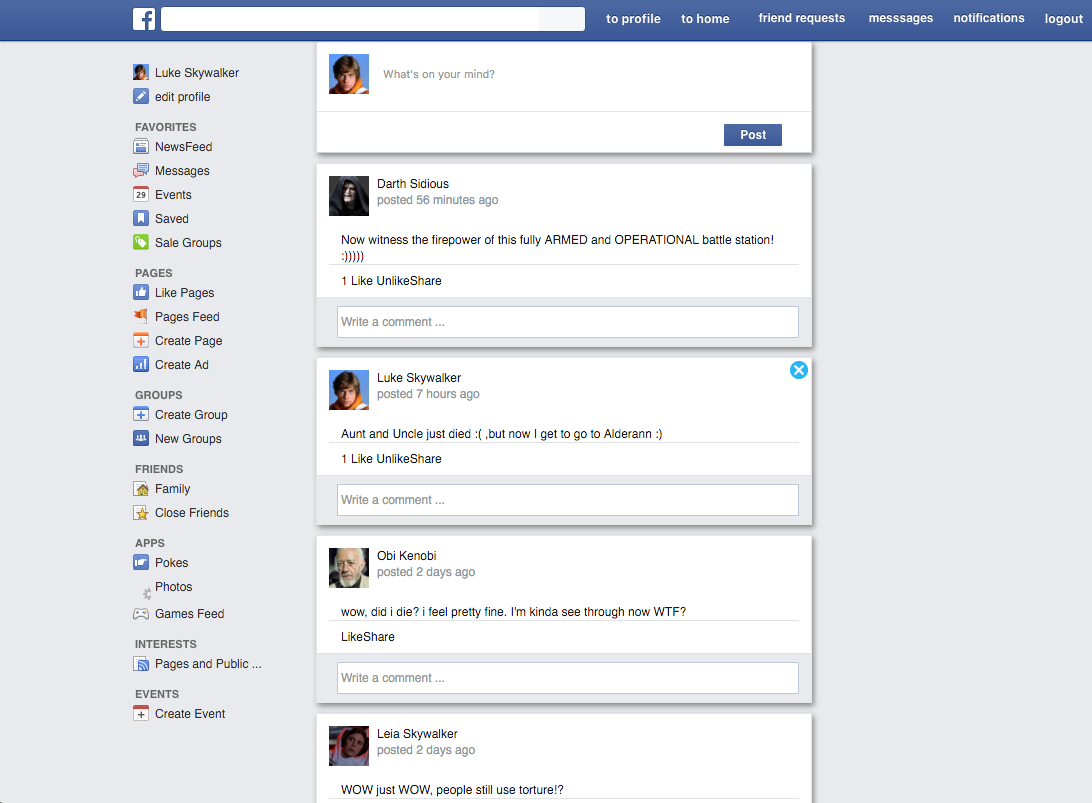 f
to profile to home friend requests messsages notifications logout
Luke Skywalker
edit profile
FAVORITES
NewsFeed
Messages
29 Events
Saved
Sale Groups
PAGES
Like Pages
Pages Feed
Create Page
Create Ad
GROUPS
Create Group
New Groups
FRIENDS
Family
Close Friends
APPS
Pokes
Photos
Games Feed
INTERESTS
Pages and Public ...
EVENTS
Create Event
What's on your mind?
Post
Darth Sidious
posted 56 minutes ago
Now witness the firepower of this fully ARMED and OPERATIONAL battle station!
:)))))
1 Like UnlikeShare
Write a comment ...
Luke Skywalker
posted 7 hours ago
Aunt and Uncle just died :( ,but now I get to go to Alderann :)
1 Like UnlikeShare
Write a comment ...
Obi Kenobi
posted 2 days ago
wow, did i die? i feel pretty fine. I'm kinda see through now WTF?
LikeShare
Write a comment ...
Leia Skywalker
posted 2 days ago
WOW just WOW, people still use torture!?